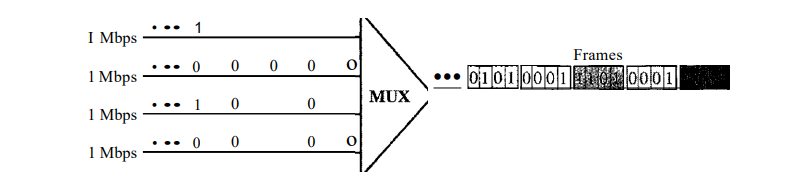 I Mbps ••• 1
1 Mbps ••• 0 0 0 0 O
1 Mbps ••• 1 0 0
1 Mbps ••• 0 0 0 O
MUX
Frames
••• 0101 0001 1101 0001